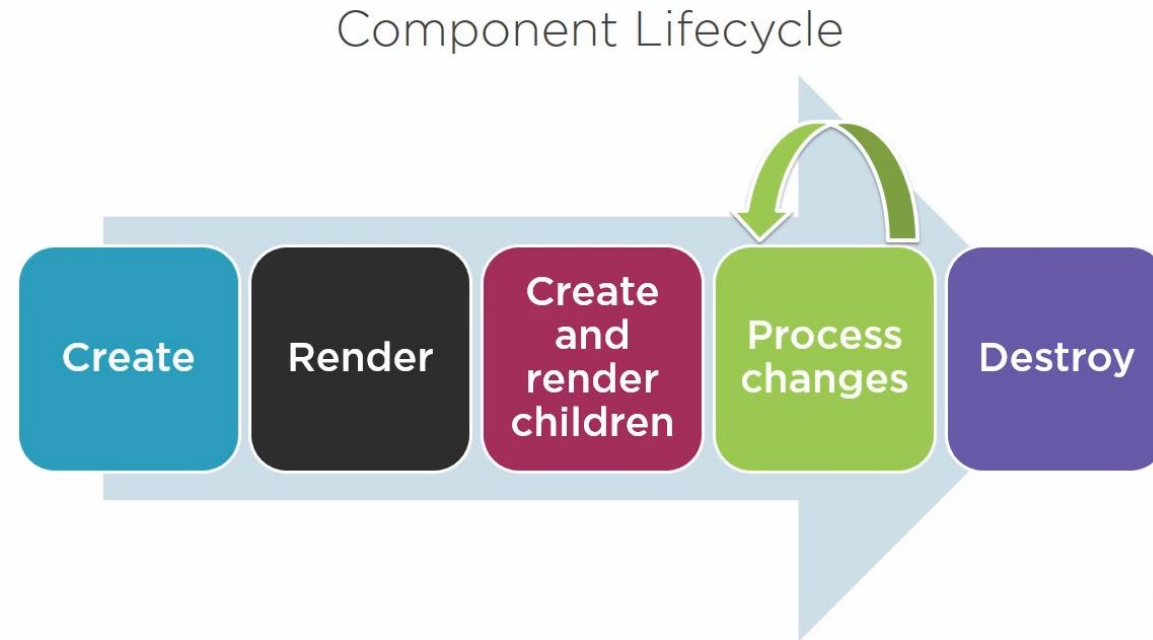 Component Lifecycle
Create
Render
Create
and
render
children
Process
changes
Destroy